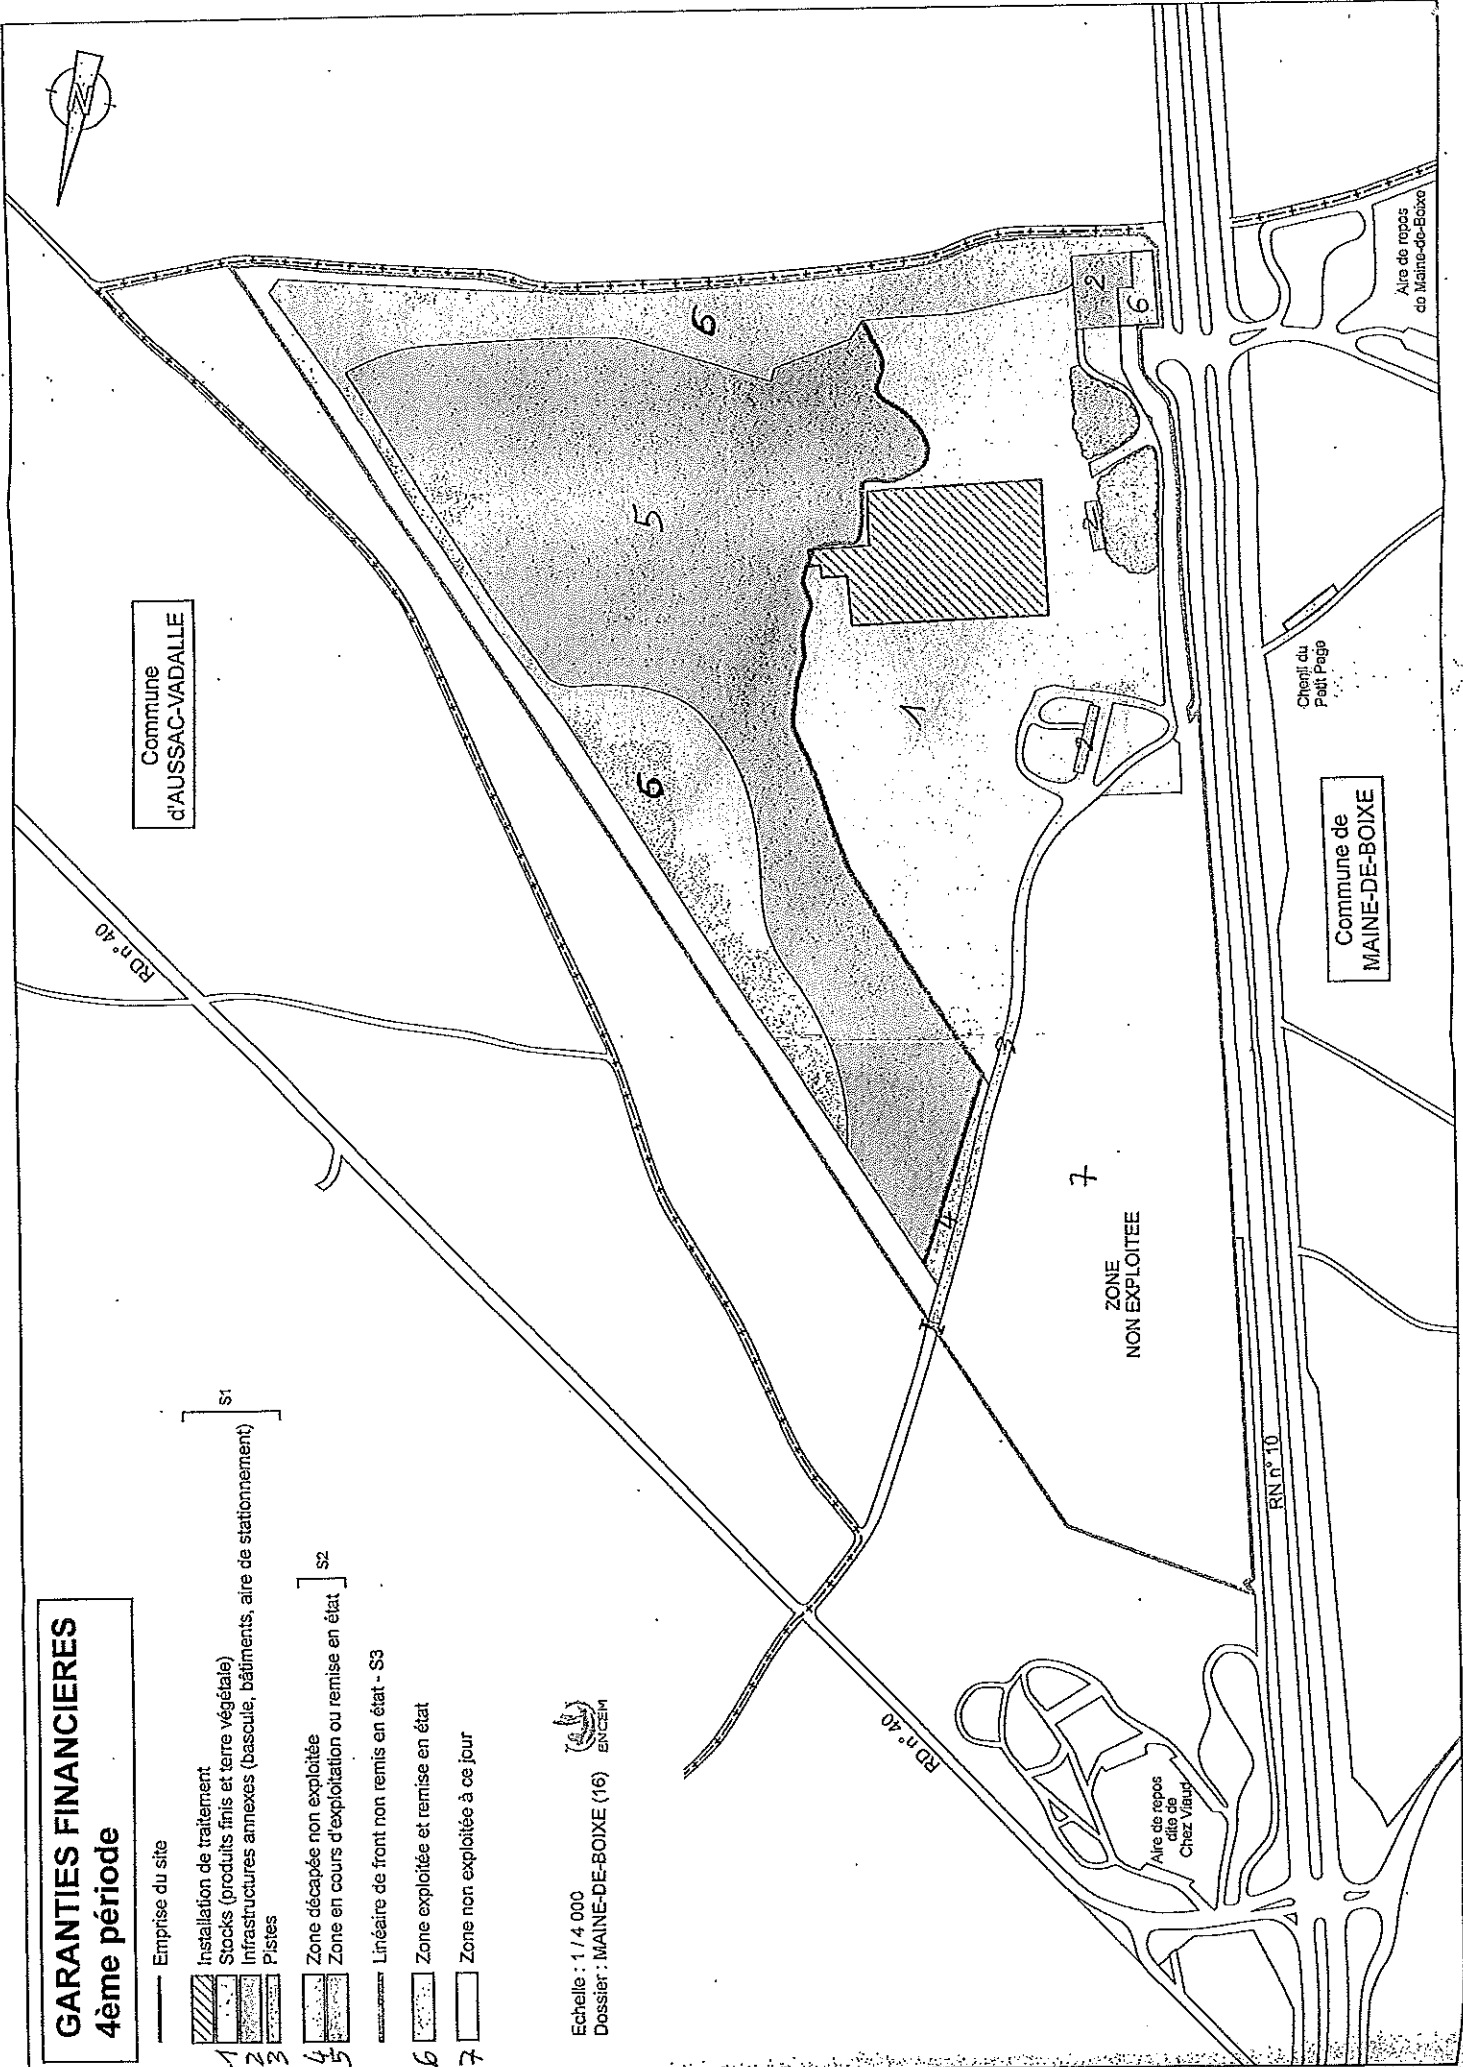 GARANTIES FINANCIERES
4ème période
Emprise du site
Installation de traitement
1 Stocks (produits finis et terre végétale)
2 Infrastructures annexes (bascule, bâtiments, aire de stationnement)
3 Pistes
S1
4 Zone décapée non exploitée
5 Zone en cours d'exploitation ou remise en état
S2
Linéaire de front non remis en état - S3
6 Zone exploitée et remise en état
7 Zone non exploitée à ce jour
Echelle : 1 / 4 000
Dossier : MAINE-DE-BOIXE (16)
ENCEM
N
Commune
d'AUSSAC-VADALLE
RD n° 40
RD n° 40
6
5
6
1
2
6
2
2
3
4
7
ZONE
NON EXPLOITEE
Commune de
MAINE-DE-BOIXE
Chenil du
Petit Page
Aire de repos
de Maine-de-Boixe
RN n° 10
Aire de repos
dite de
Chez Viaud